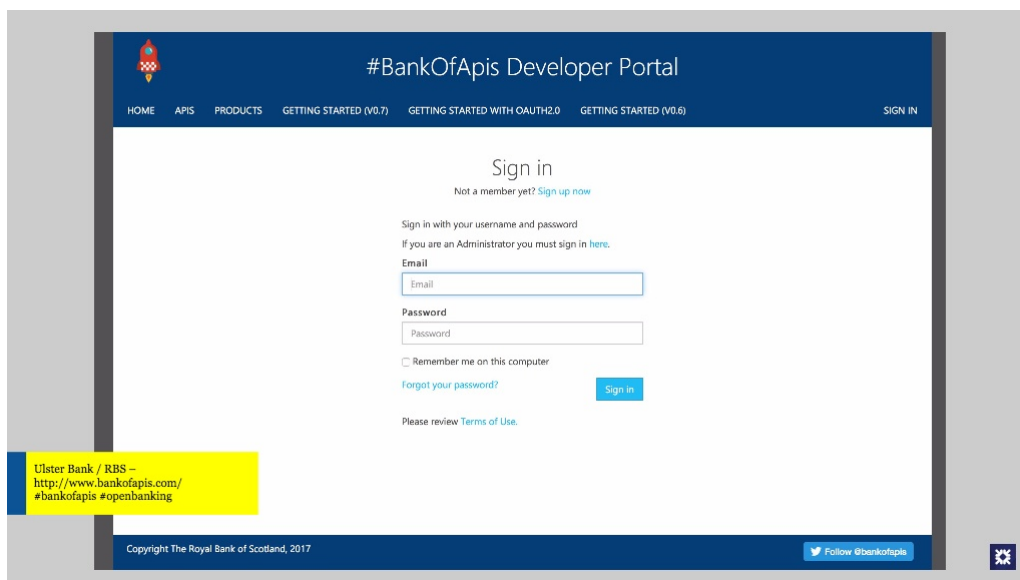 #BankOfApis Developer Portal
HOME APIS PRODUCTS GETTING STARTED (V0.7) GETTING STARTED WITH OAUTH2.0 GETTING STARTED (V0.6) SIGN IN
Sign in
Not a member yet? Sign up now
Sign in with your username and password
If you are an Administrator you must sign in here.
Email
Email
Password
Password
Remember me on this computer
Forgot your password? Sign in
Please review Terms of Use.
Ulster Bank / RBS –
http://www.bankofapis.com/
#bankofapis #openbanking
Copyright The Royal Bank of Scotland, 2017
Follow @bankofapis